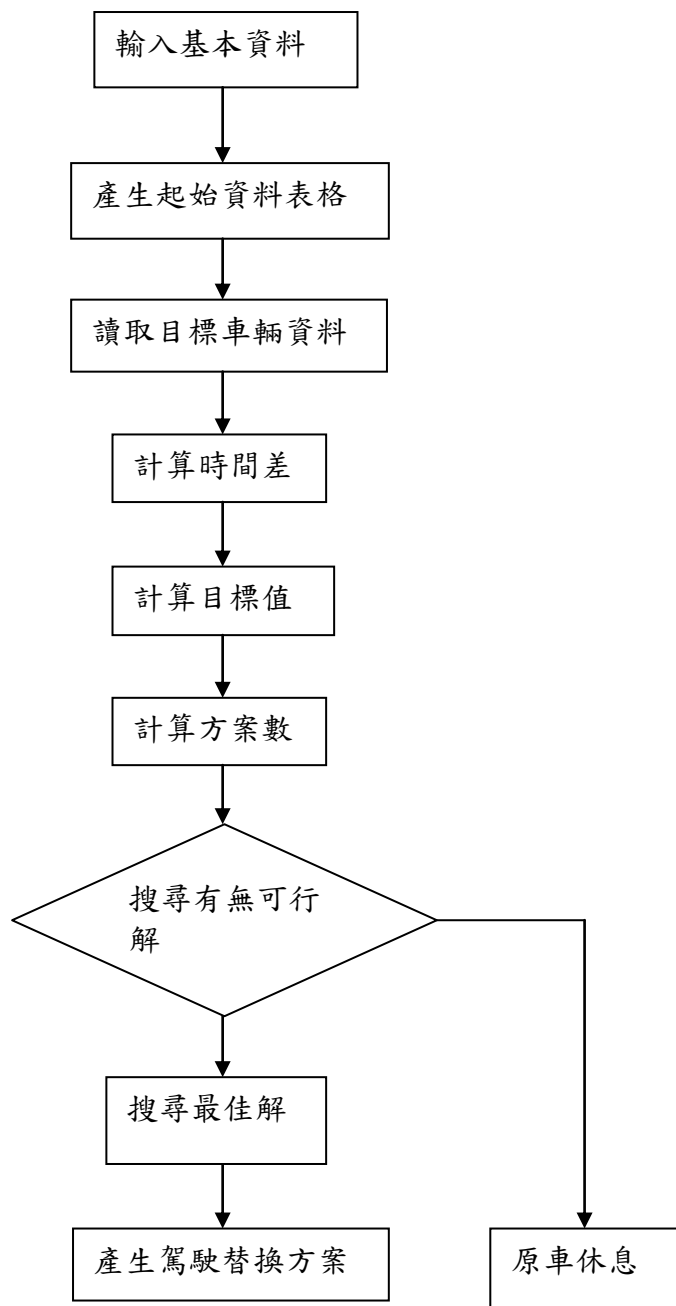 輸入基本資料
產生起始資料表格
讀取目標車輛資料
計算時間差
計算目標值
計算方案數
搜尋有無可行
解
搜尋最佳解
產生駕駛替換方案
原車休息